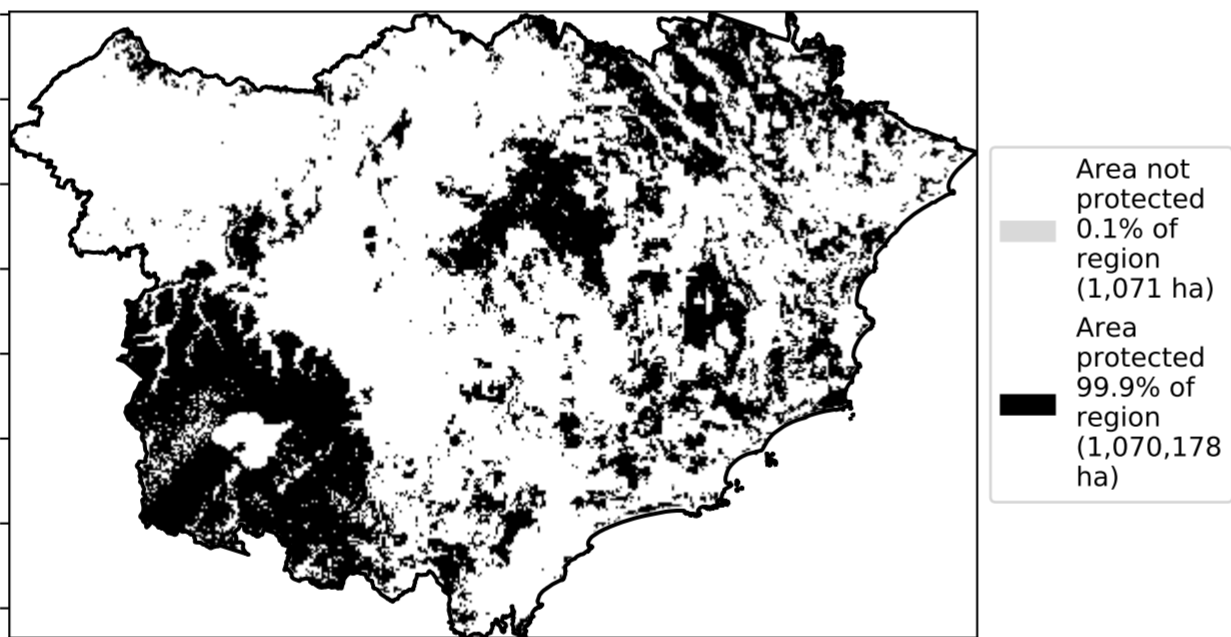 Area not
protected
0.1% of
region
(1,071 ha)
Area
protected
99.9% of
region
(1,070,178
ha)